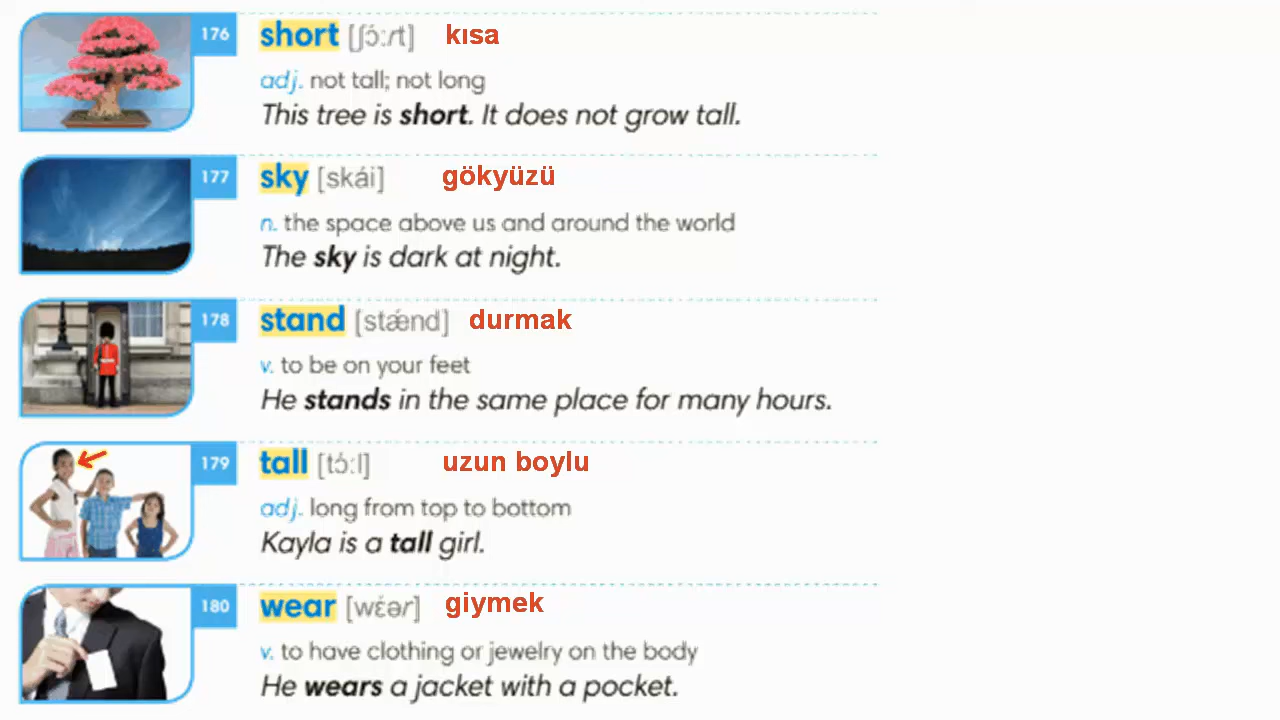 176 short [ʃɔ́ːrt] kısa
adj. not tall; not long
This tree is short. It does not grow tall.
177 sky [skái] gökyüzü
n. the space above us and around the world
The sky is dark at night.
178 stand [stǽnd] durmak
v. to be on your feet
He stands in the same place for many hours.
179 tall [tɔ́ːl] uzun boylu
adj. long from top to bottom
Kayla is a tall girl.
180 wear [wɛ́ər] giymek
v. to have clothing or jewelry on the body
He wears a jacket with a pocket.